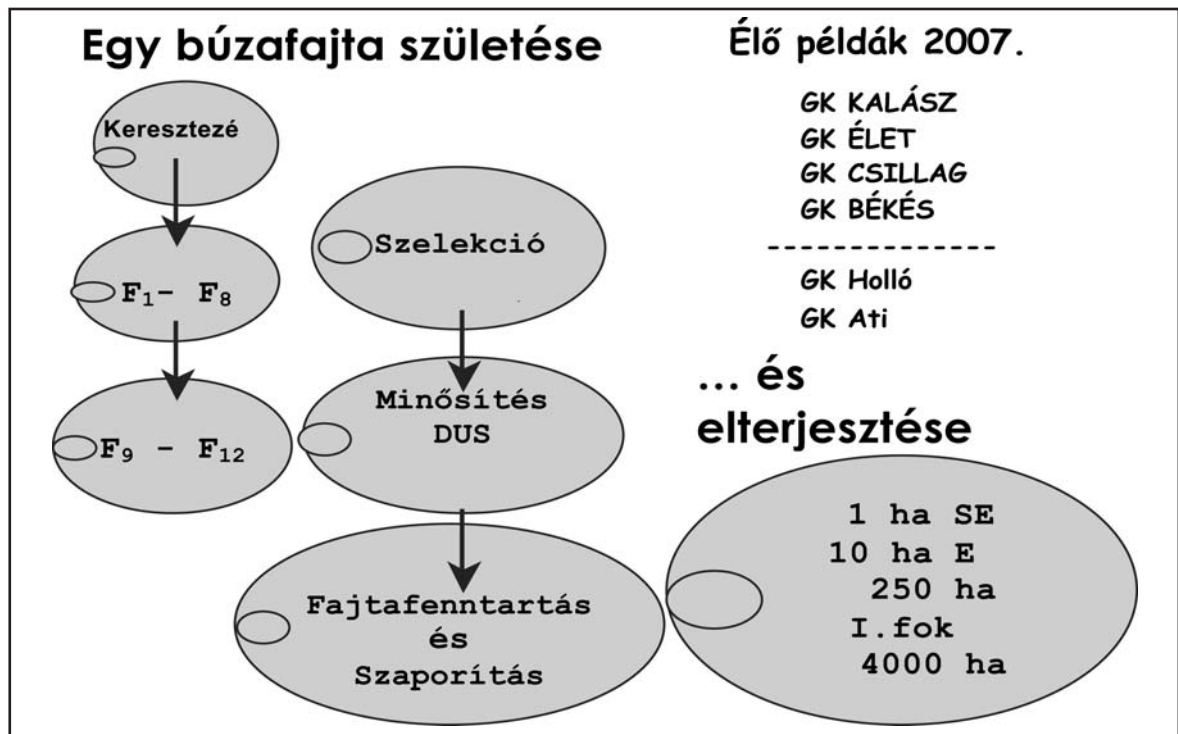 Egy búzafajta születése
Keresztezé
F₁- F₈
F₉ - F₁₂
Szelekció
Minősítés
DUS
Fajtafenntartás
és
Szaporítás
Élő példák 2007.
GK KALÁSZ
GK ÉLET
GK CSILLAG
GK BÉKÉS
--------------
GK Holló
GK Ati
... és
elterjesztése
1 ha SE
10 ha E
250 ha
I.fok
4000 ha